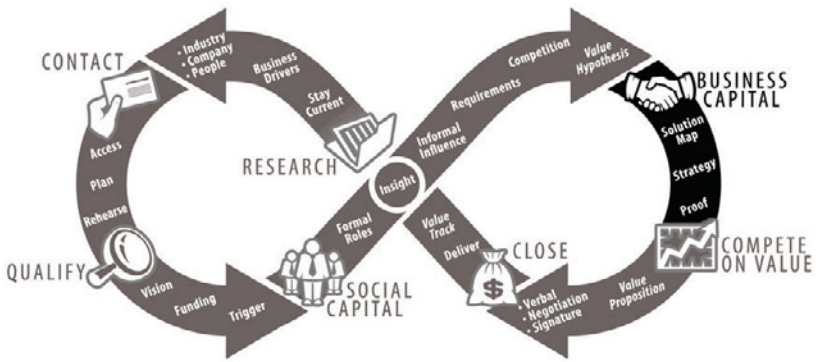 RESEARCH
Stay
Current
Business
Drivers
• Industry
• Company
• People
CONTACT
Access
Plan
Rehearse
QUALIFY
Vision
Funding
Trigger
SOCIAL
CAPITAL
Formal
Roles
Insight
Informal
Influence
Requirements
Competition
Value
Hypothesis
BUSINESS
CAPITAL
Solution
Map
Strategy
Proof
COMPETE
ON VALUE
Value
Proposition
• Verbal
• Negotiation
• Signature
$
CLOSE
Deliver
Value
Track